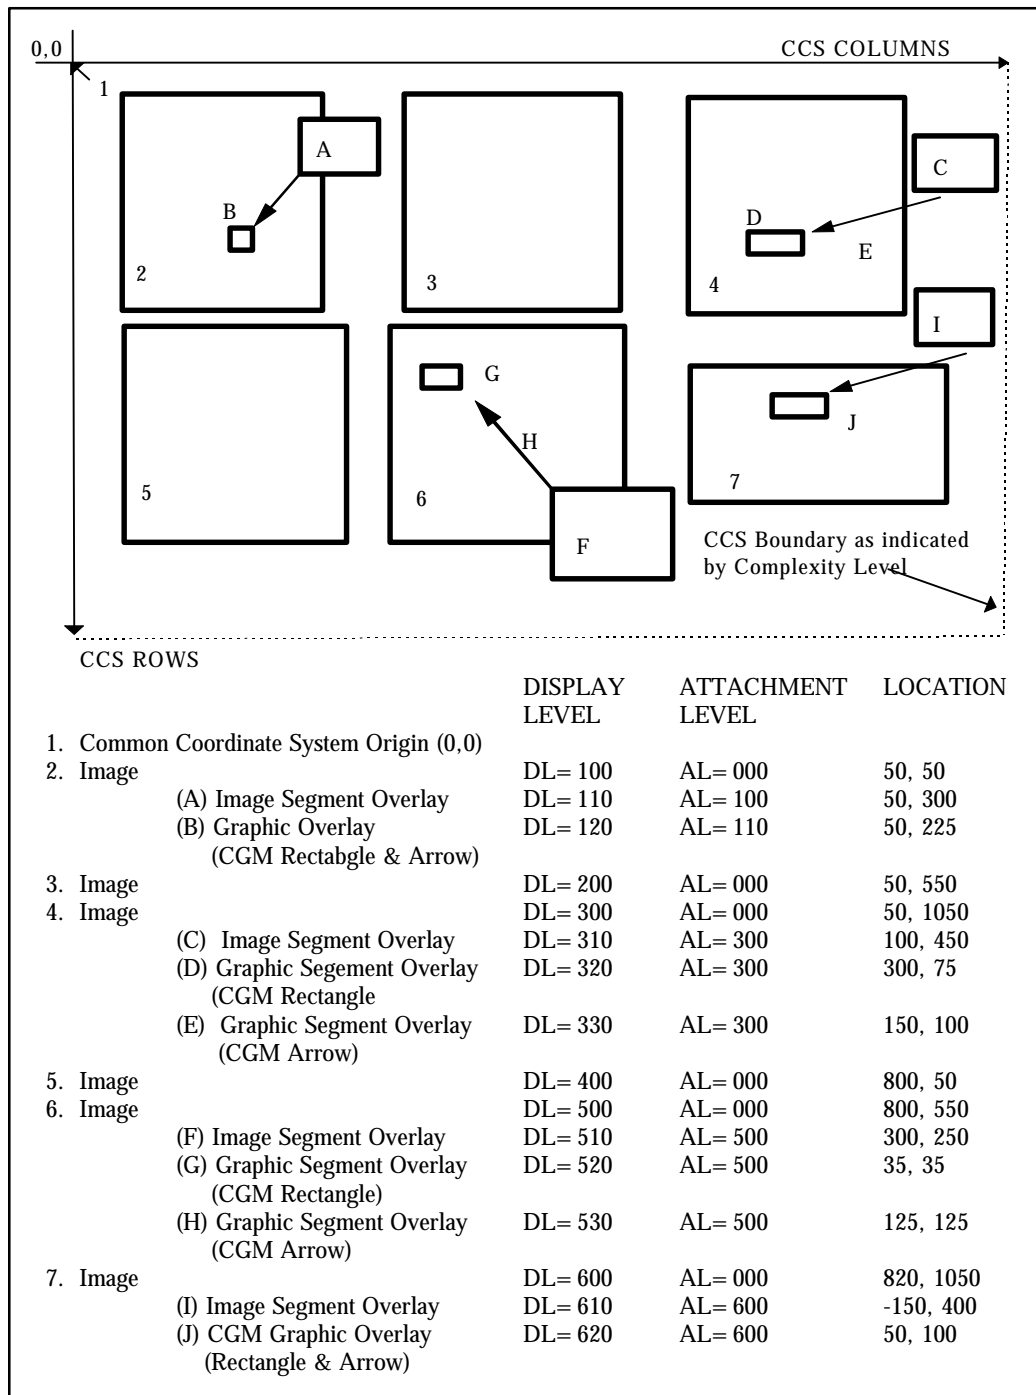 0,0
CCS COLUMNS
1
A
C
B
D
E
2
3
4
I
G
J
H
5
6
7
F
CCS Boundary as indicated
by Complexity Level
CCS ROWS
DISPLAY ATTACHMENT LOCATION
LEVEL LEVEL
1. Common Coordinate System Origin (0,0)
2. Image DL= 100 AL= 000 50, 50
(A) Image Segment Overlay DL= 110 AL= 100 50, 300
(B) Graphic Overlay DL= 120 AL= 110 50, 225
(CGM Rectabgle & Arrow)
3. Image DL= 200 AL= 000 50, 550
4. Image DL= 300 AL= 000 50, 1050
(C) Image Segment Overlay DL= 310 AL= 300 100, 450
(D) Graphic Segement Overlay DL= 320 AL= 300 300, 75
(CGM Rectangle
(E) Graphic Segment Overlay DL= 330 AL= 300 150, 100
(CGM Arrow)
5. Image DL= 400 AL= 000 800, 50
6. Image DL= 500 AL= 000 800, 550
(F) Image Segment Overlay DL= 510 AL= 500 300, 250
(G) Graphic Segment Overlay DL= 520 AL= 500 35, 35
(CGM Rectangle)
(H) Graphic Segment Overlay DL= 530 AL= 500 125, 125
(CGM Arrow)
7. Image DL= 600 AL= 000 820, 1050
(I) Image Segment Overlay DL= 610 AL= 600 -150, 400
(J) CGM Graphic Overlay DL= 620 AL= 600 50, 100
(Rectangle & Arrow)